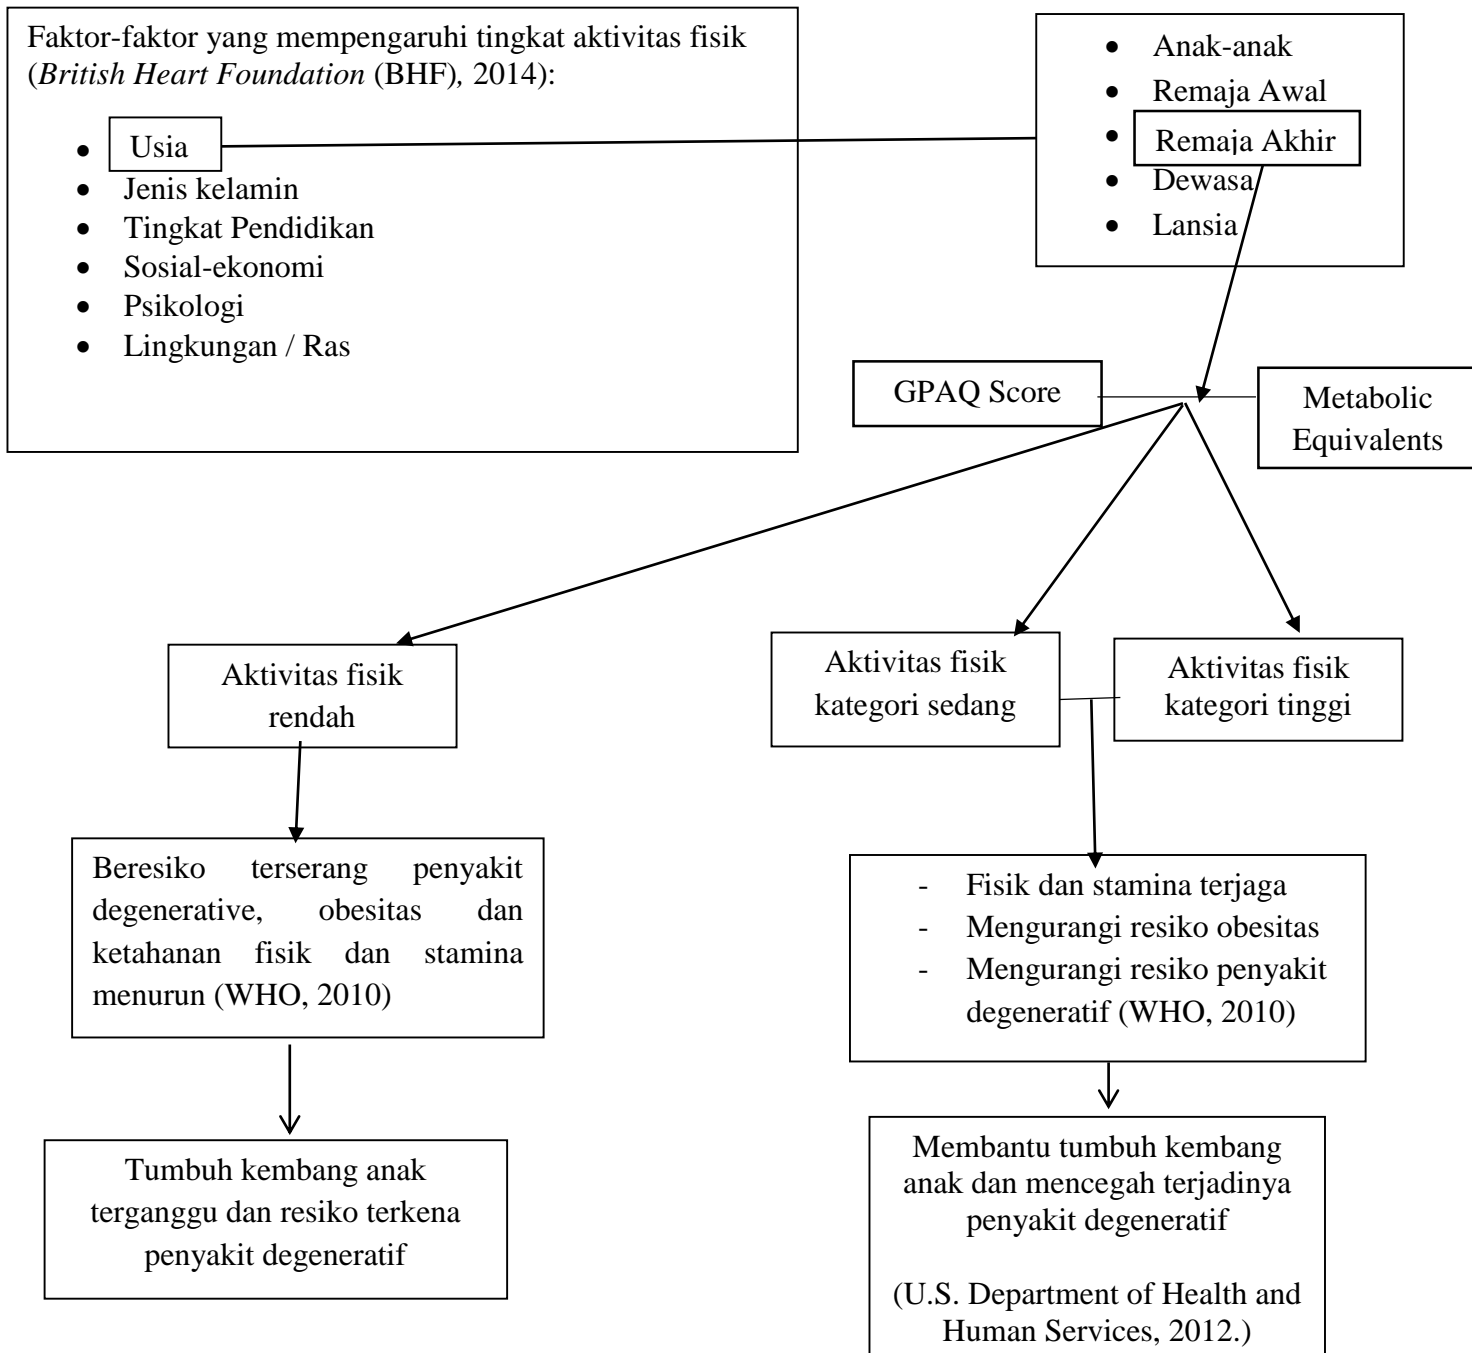 Faktor-faktor yang mempengaruhi tingkat aktivitas fisik
(British Heart Foundation (BHF), 2014):
• Usia
• Jenis kelamin
• Tingkat Pendidikan
• Sosial-ekonomi
• Psikologi
• Lingkungan / Ras
• Anak-anak
• Remaja Awal
• Remaja Akhir
• Dewasa
• Lansia
GPAQ Score
Metabolic
Equivalents
Aktivitas fisik
rendah
Aktivitas fisik
kategori sedang
Aktivitas fisik
kategori tinggi
Beresiko terserang penyakit
degenerative, obesitas dan
ketahanan fisik dan stamina
menurun (WHO, 2010)
- Fisik dan stamina terjaga
- Mengurangi resiko obesitas
- Mengurangi resiko penyakit
degeneratif (WHO, 2010)
Tumbuh kembang anak
terganggu dan resiko terkena
penyakit degeneratif
Membantu tumbuh kembang
anak dan mencegah terjadinya
penyakit degeneratif
(U.S. Department of Health and
Human Services, 2012.)